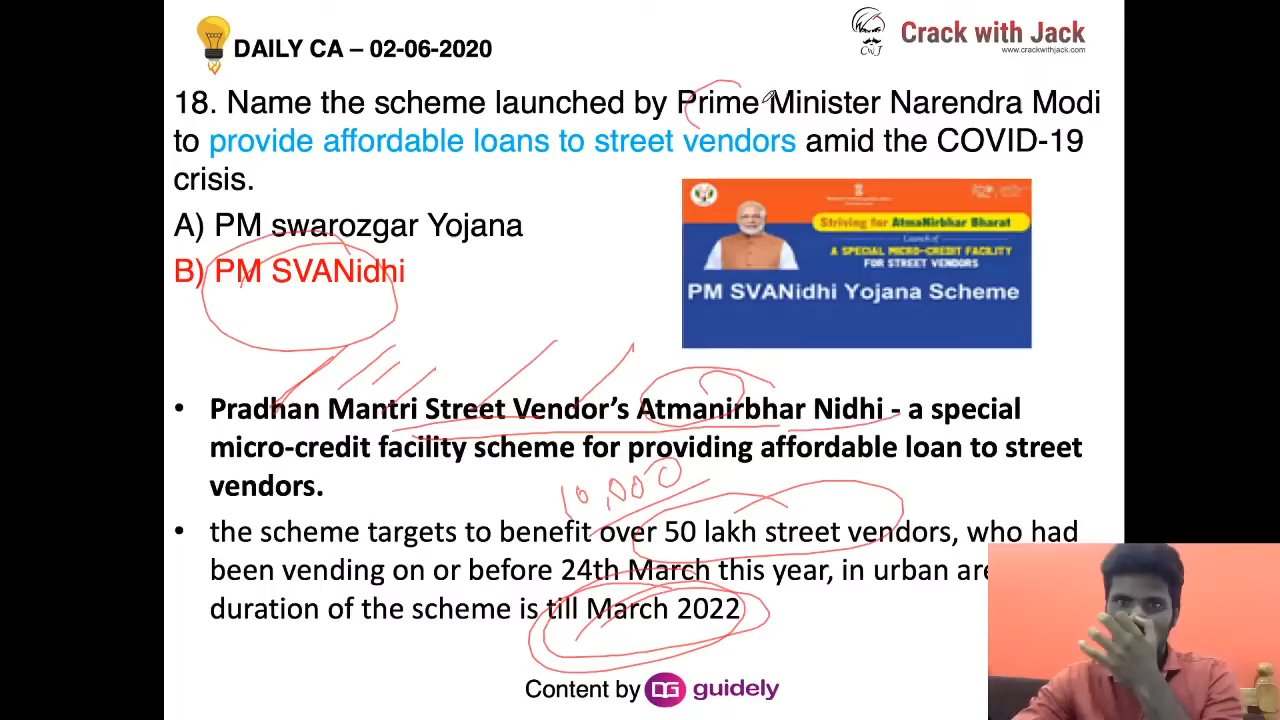 DAILY CA – 02-06-2020
Crack with Jack
www.crackwithjack.com
CWJ
18. Name the scheme launched by Prime Minister Narendra Modi
to provide affordable loans to street vendors amid the COVID-19
crisis.
A) PM swarozgar Yojana
B) PM SVANidhi
Striving for AtmaNirbhar Bharat
Launch of
A SPECIAL MICRO-CREDIT FACILITY
FOR STREET VENDORS
PM SVANidhi Yojana Scheme
• Pradhan Mantri Street Vendor’s Atmanirbhar Nidhi - a special
micro-credit facility scheme for providing affordable loan to street
vendors.
10,000
• the scheme targets to benefit over 50 lakh street vendors, who had
been vending on or before 24th March this year, in urban are
duration of the scheme is till March 2022
Content by guidely